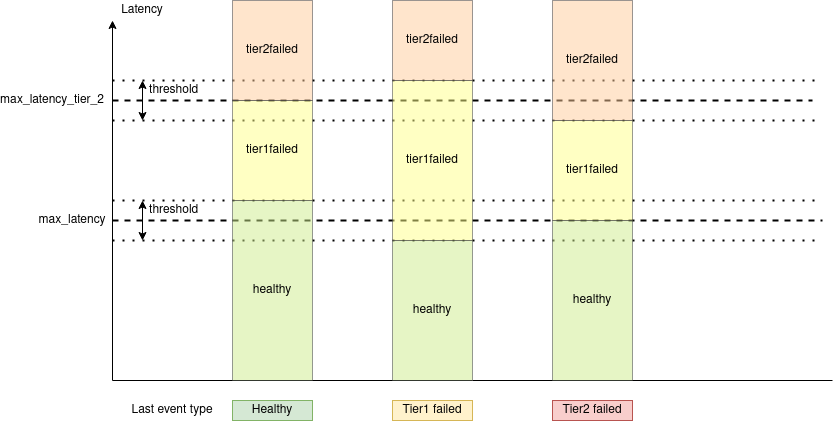 Latency
tier2failed
tier2failed
tier2failed
threshold
max_latency_tier_2
tier1failed
tier1failed
tier1failed
threshold
max_latency
healthy
healthy
healthy
Last event type
Healthy
Tier1 failed
Tier2 failed